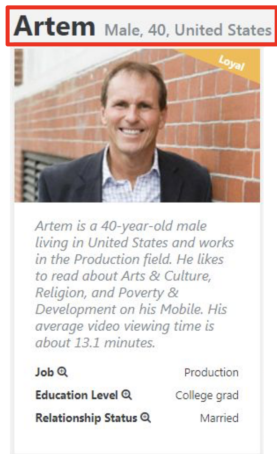 Artem Male, 40, United States
Loyal
Artem is a 40-year-old male
living in United States and works
in the Production field. He likes
to read about Arts & Culture,
Religion, and Poverty &
Development on his Mobile. His
average video viewing time is
about 13.1 minutes.
Job Production
Education Level College grad
Relationship Status Married